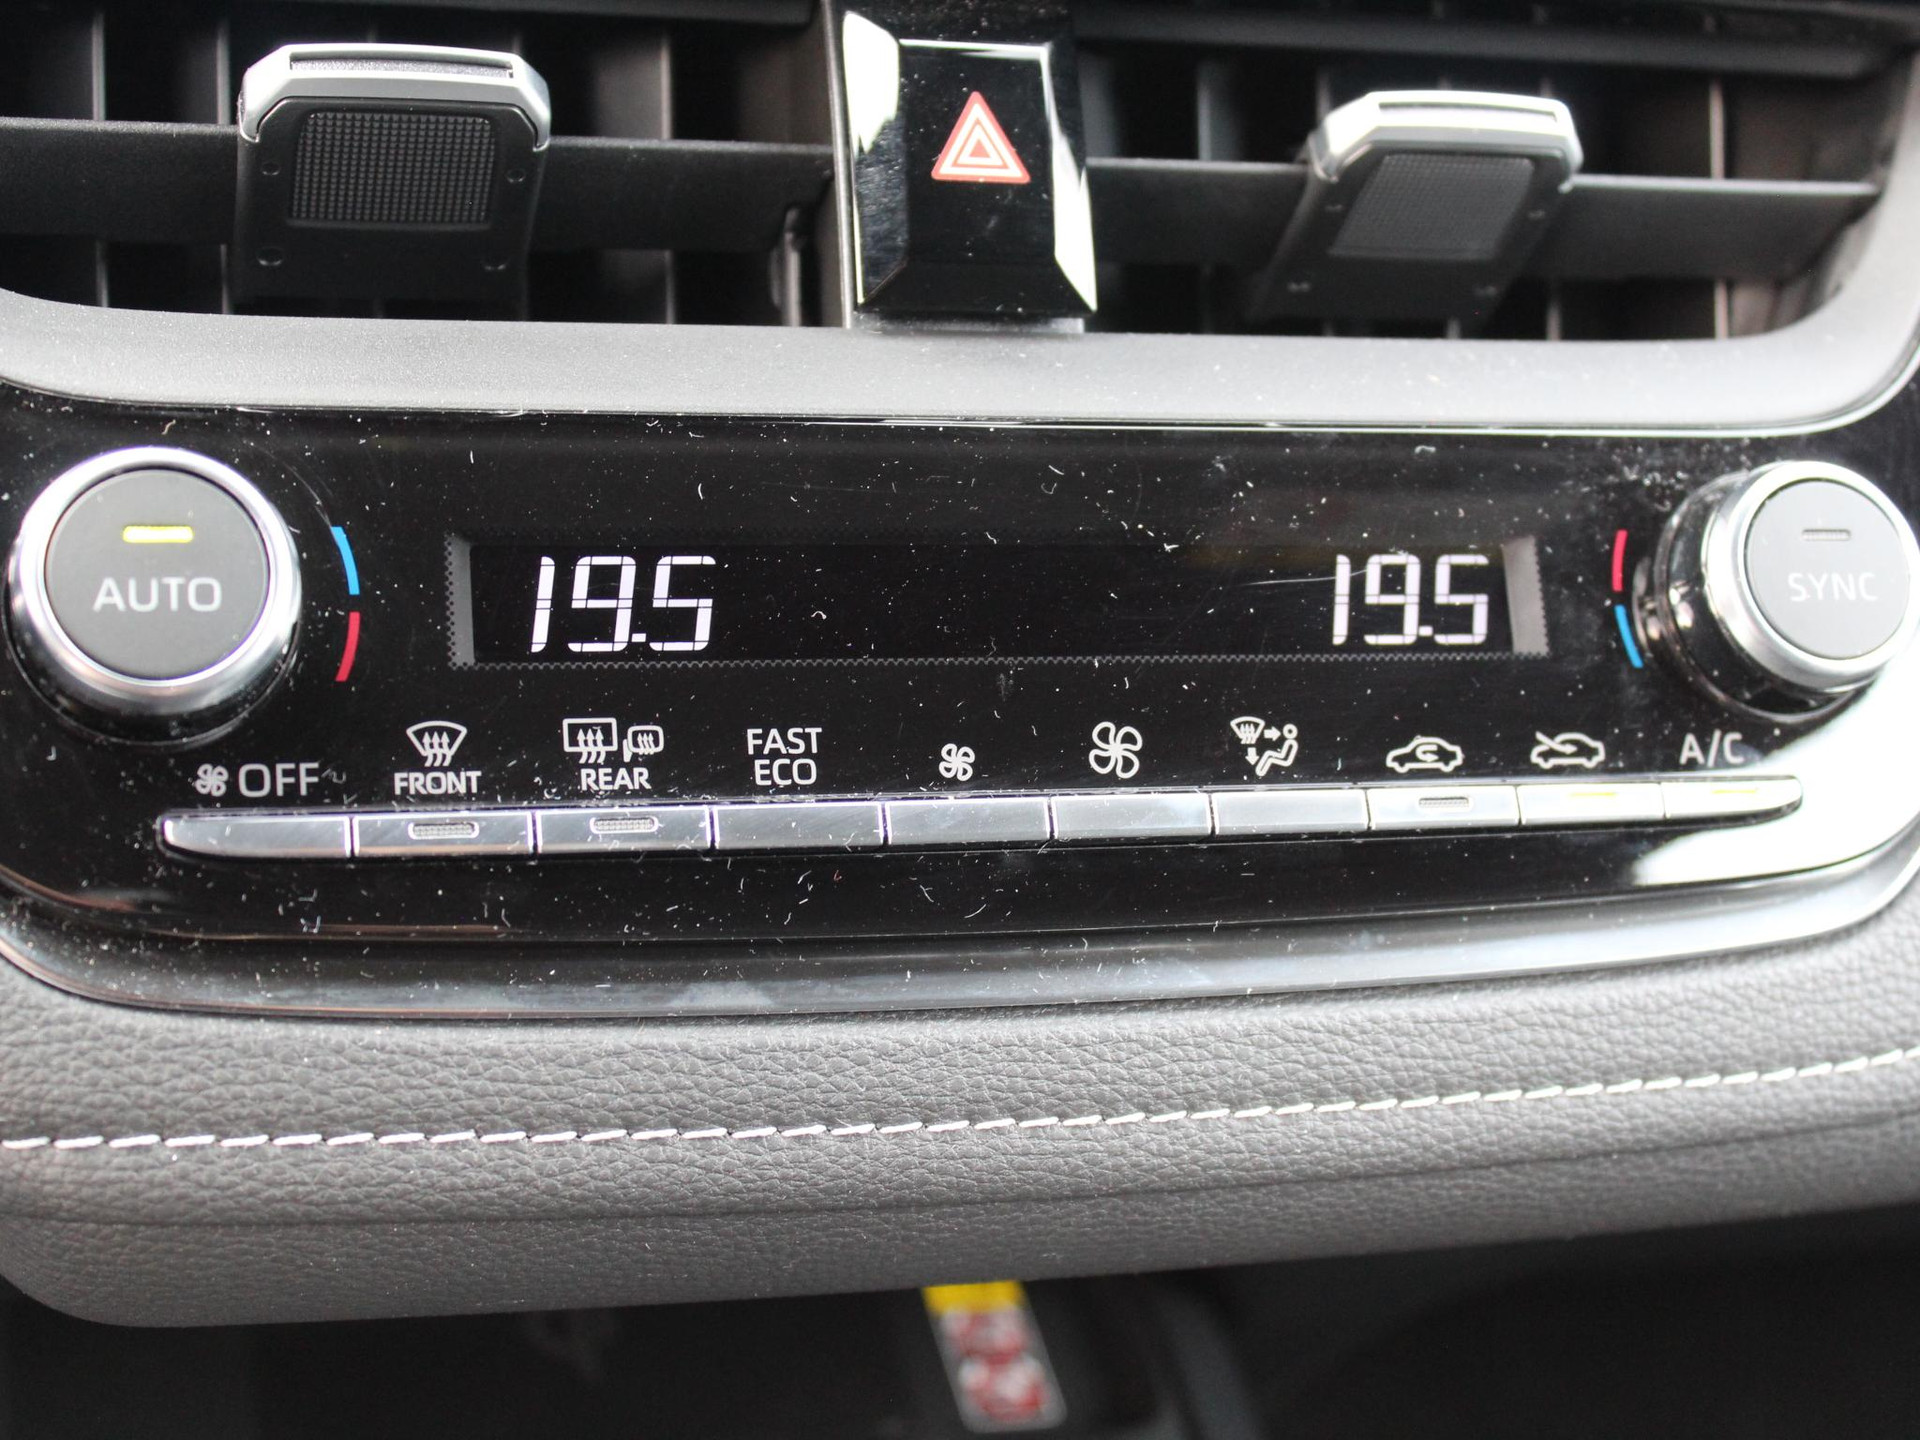 AUTO
19.5
19.5
SYNC
OFF
FRONT
REAR
FAST
ECO
A/C